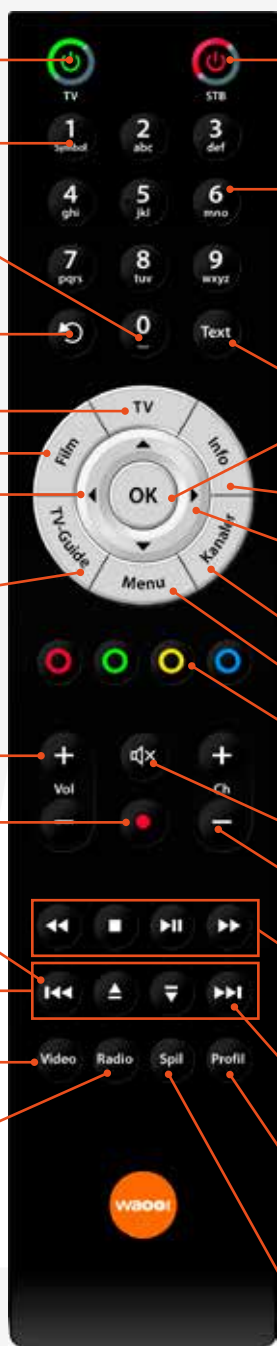 TV
STB
1
Symbol
2
abc
3
def
4
ghi
5
jkl
6
mno
7
pqrs
8
tuv
9
wxyz
0
Text
TV
Film
Info
OK
TV-Guide
Kanaler
Menu
+
+
Vol
Ch
Video
Radio
Spil
Profil
waoo!